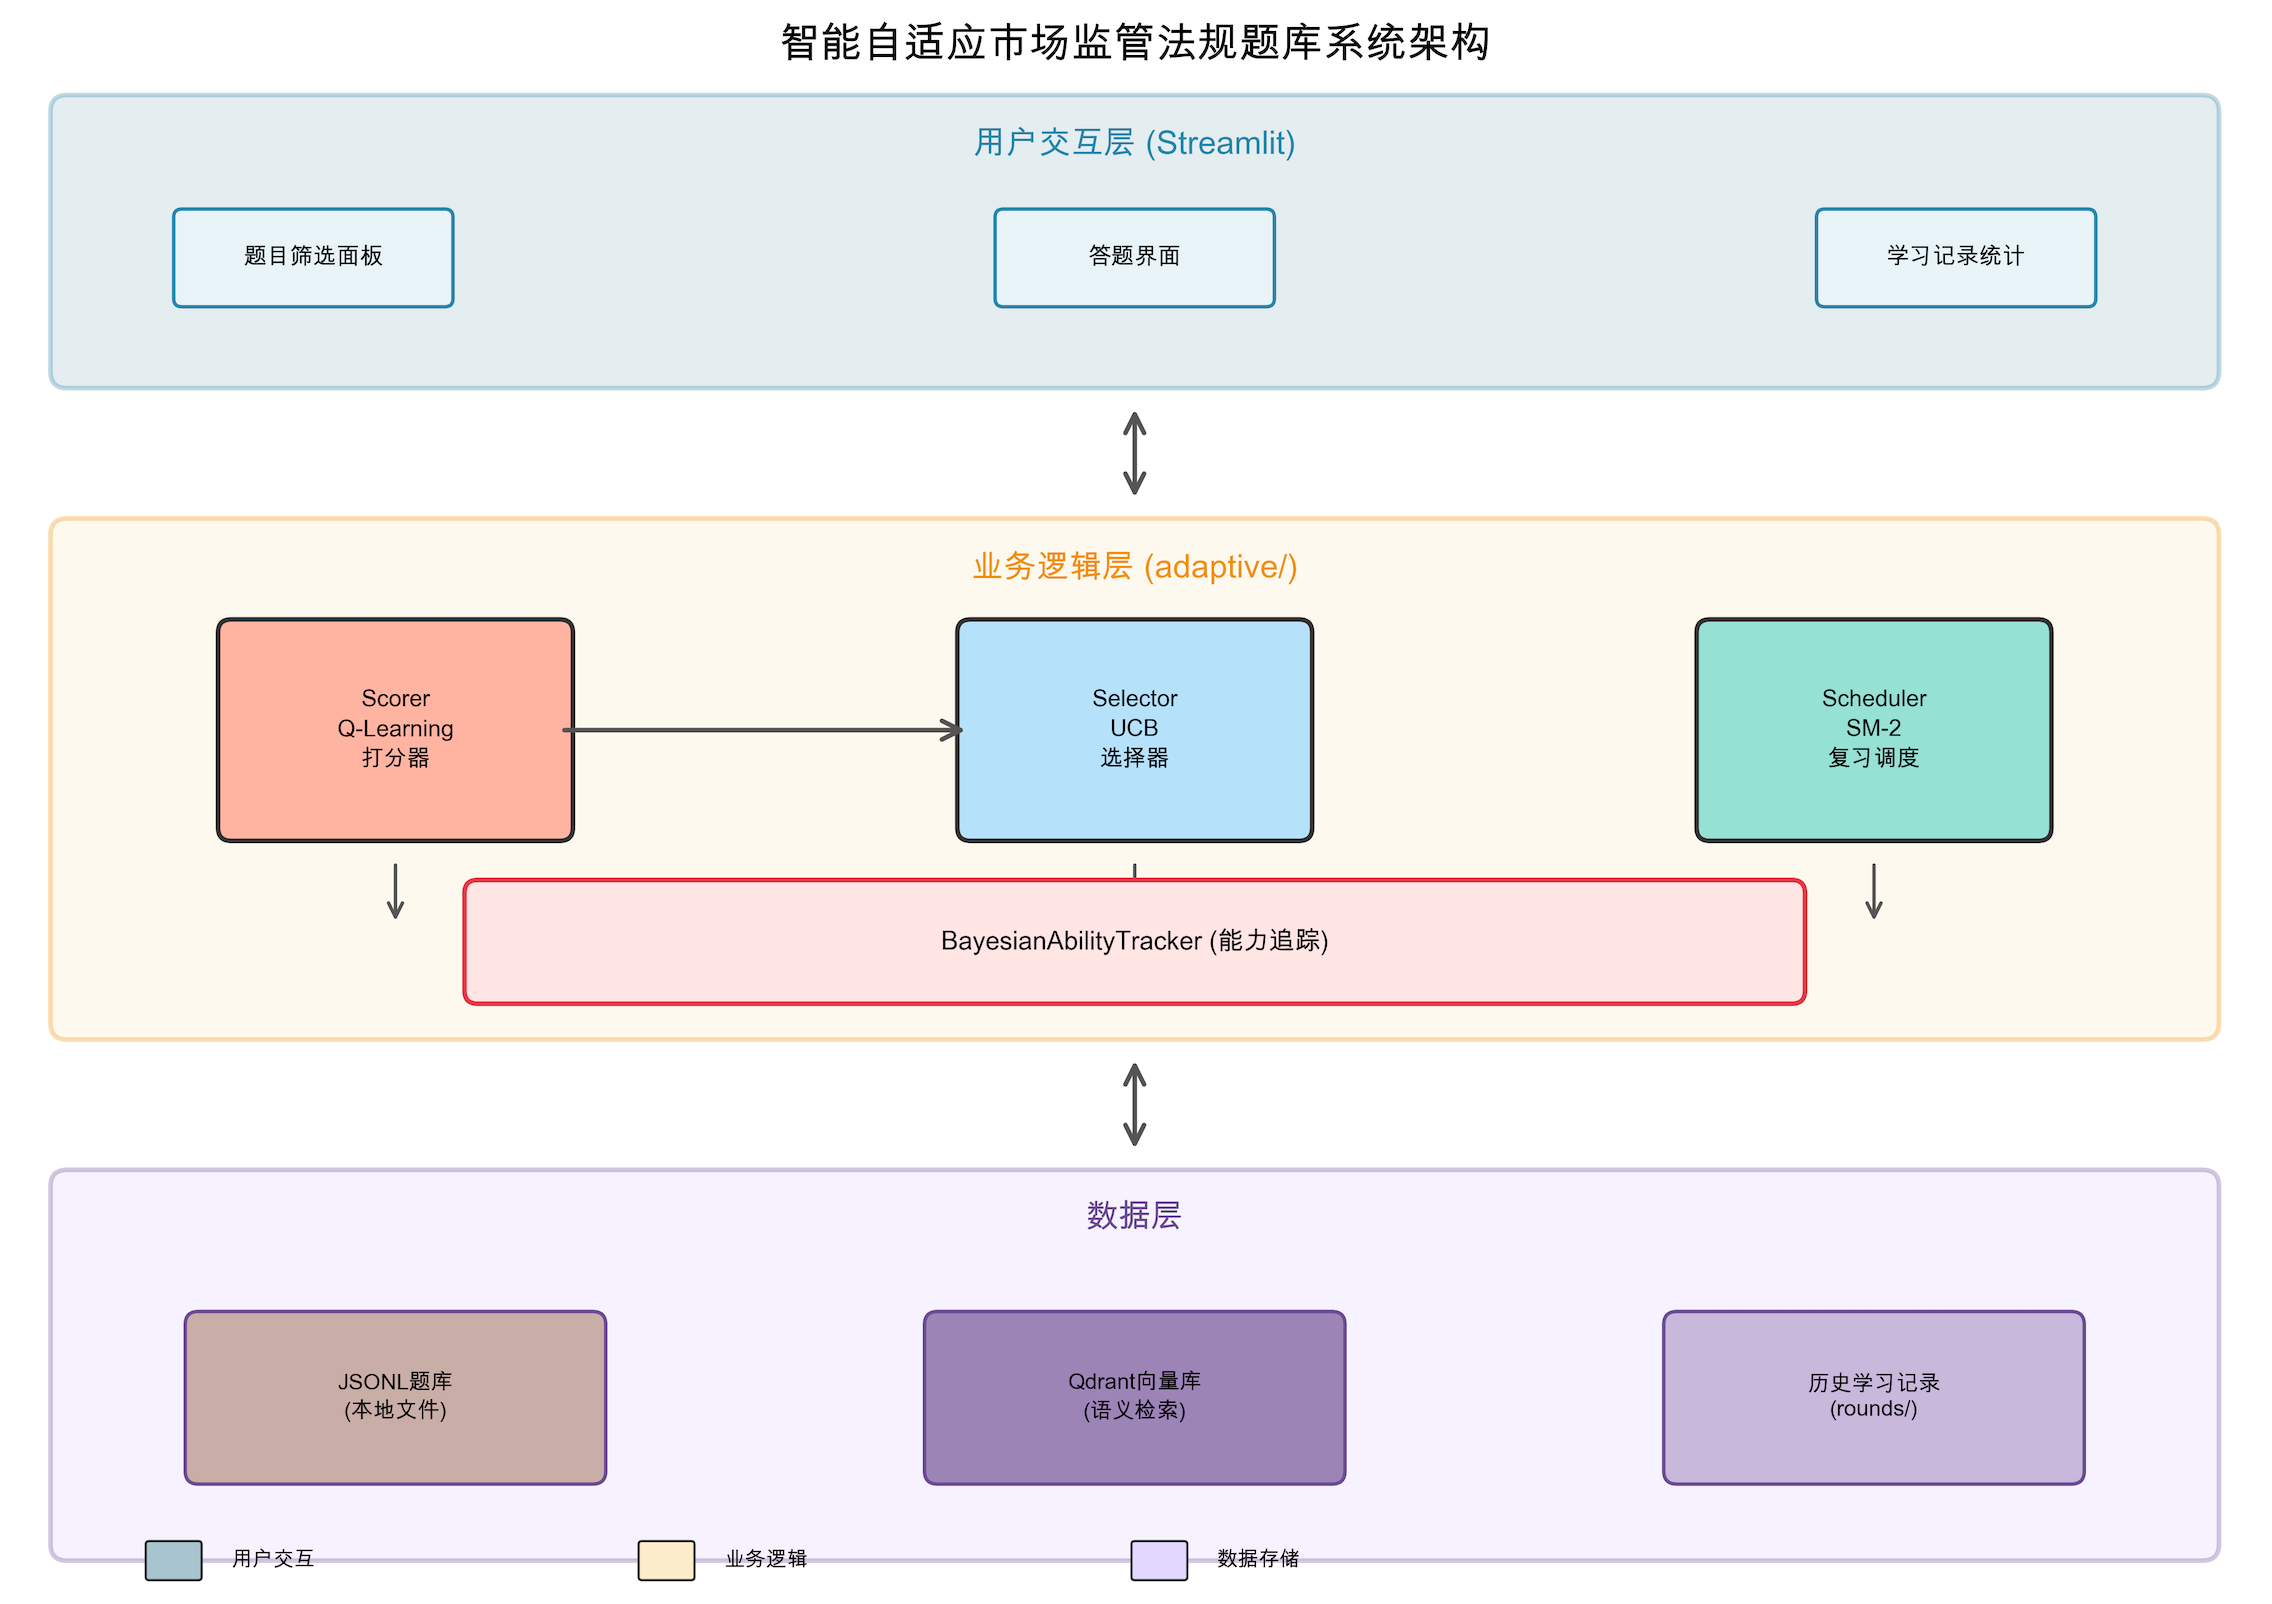 智能自适应市场监管法规题库系统架构
用户交互层 (Streamlit)
题目筛选面板
答题界面
学习记录统计
业务逻辑层 (adaptive/)
Scorer
Q-Learning
打分器
Selector
UCB
选择器
Scheduler
SM-2
复习调度
BayesianAbilityTracker (能力追踪)
数据层
JSONL题库
(本地文件)
Qdrant向量库
(语义检索)
历史学习记录
(rounds/)
用户交互
业务逻辑
数据存储